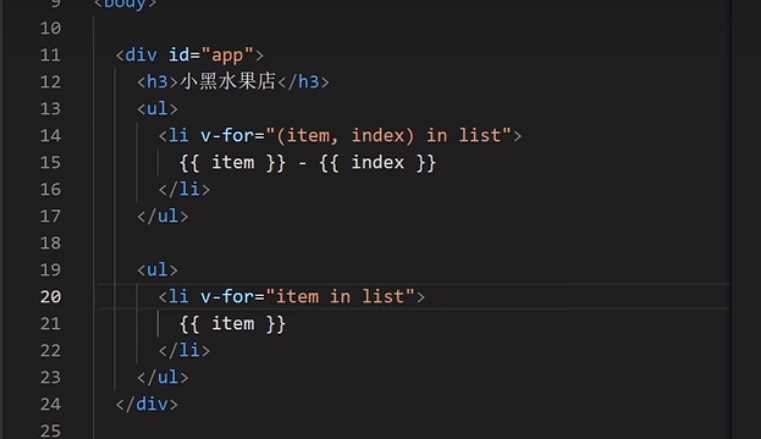 9 <body>
10
11 <div id="app">
12 <h3>小黑水果店</h3>
13 <ul>
14 <li v-for="(item, index) in list">
15 {{ item }} - {{ index }}
16 </li>
17 </ul>
18
19 <ul>
20 <li v-for="item in list">
21 {{ item }}
22 </li>
23 </ul>
24 </div>
25